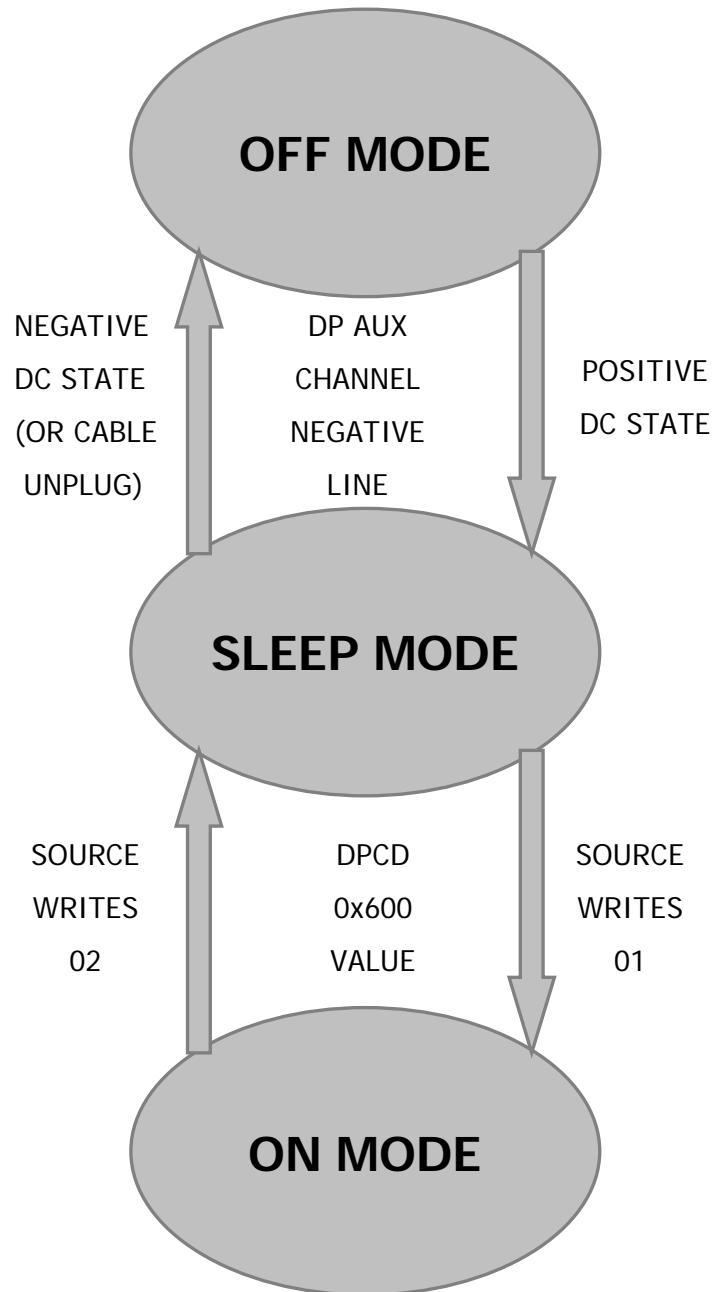 OFF MODE
NEGATIVE
DC STATE
(OR CABLE
UNPLUG)
DP AUX
CHANNEL
NEGATIVE
LINE
POSITIVE
DC STATE
SLEEP MODE
SOURCE
WRITES
02
DPCD
0x600
VALUE
SOURCE
WRITES
01
ON MODE